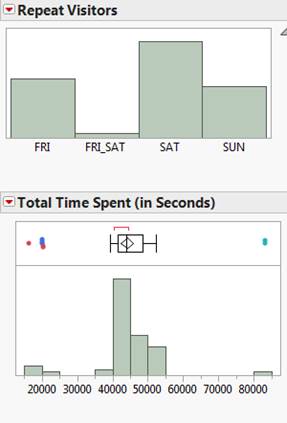 Repeat Visitors
FRI FRI_SAT SAT SUN
Total Time Spent (in Seconds)
20000 30000 40000 50000 60000 70000 80000